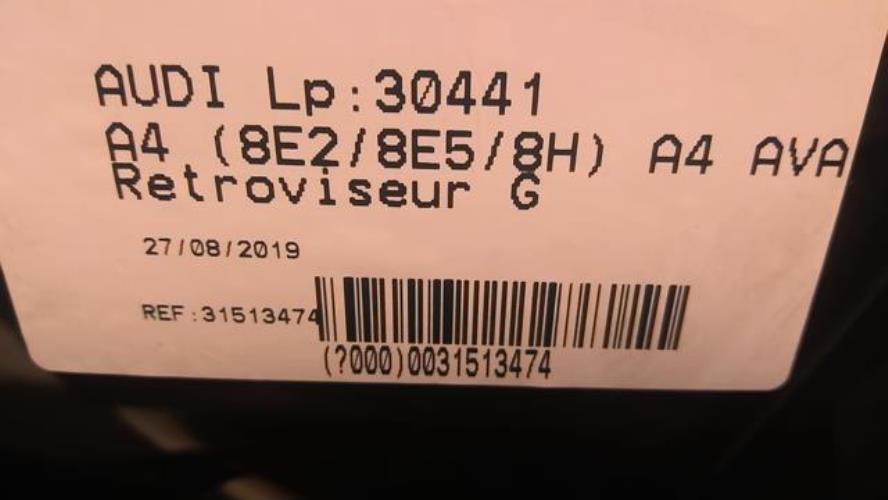 AUDI Lp:30441
A4 (8E2/8E5/8H) A4 AVA
Retroviseur G
27/08/2019
REF:31513474
(?000)0031513474